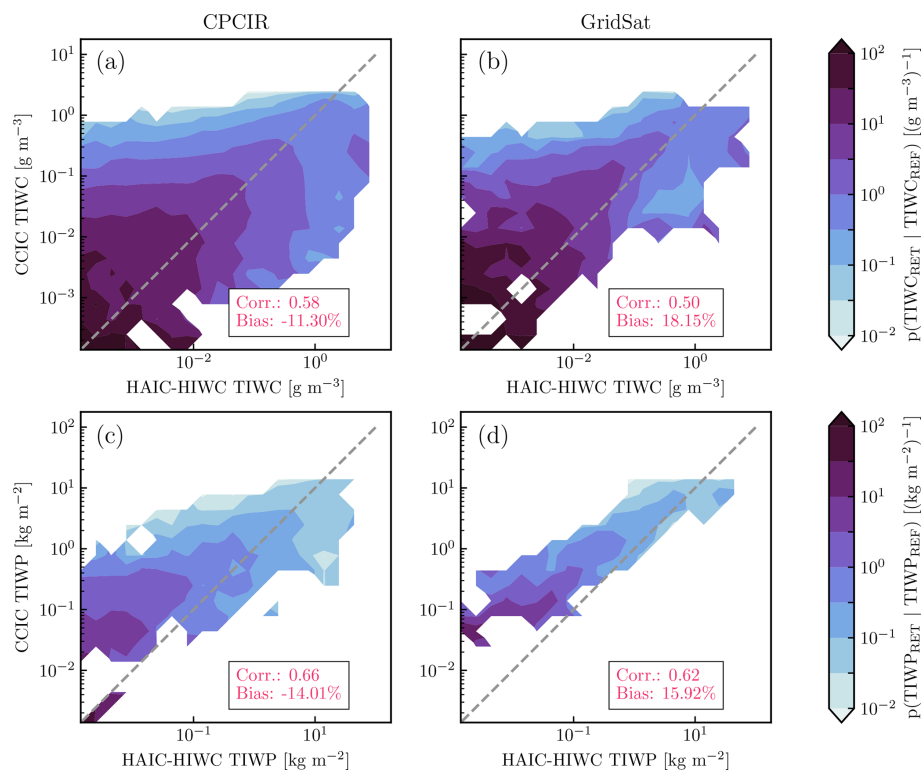 CPCIR
GridSat
(a)
(b)
CCIC TIWC [g m⁻³]
10¹
10⁰
10⁻¹
10⁻²
10⁻³
Corr.: 0.58
Bias: -11.30%
Corr.: 0.50
Bias: 18.15%
10⁻²
10⁰
10⁻²
10⁰
HAIC-HIWC TIWC [g m⁻³]
HAIC-HIWC TIWC [g m⁻³]
10²
10¹
10⁰
10⁻¹
10⁻²
p(TIWC_RET | TIWC_REF) [(g m⁻³)⁻¹]
(c)
(d)
CCIC TIWP [kg m⁻²]
10²
10¹
10⁰
10⁻¹
10⁻²
Corr.: 0.66
Bias: -14.01%
Corr.: 0.62
Bias: 15.92%
10⁻¹
10¹
10⁻¹
10¹
HAIC-HIWC TIWP [kg m⁻²]
HAIC-HIWC TIWP [kg m⁻²]
10²
10¹
10⁰
10⁻¹
10⁻²
p(TIWP_RET | TIWP_REF) [(kg m⁻²)⁻¹]